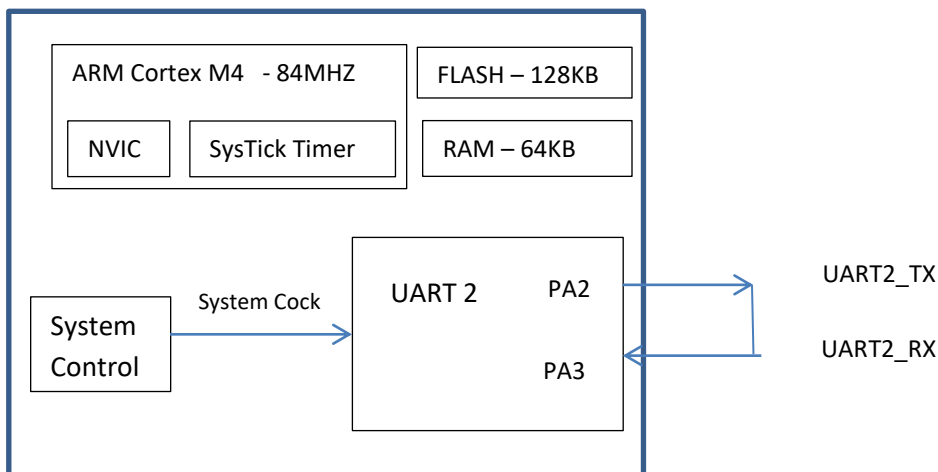 ARM Cortex M4 - 84MHZ
FLASH – 128KB
NVIC
SysTick Timer
RAM – 64KB
System Cock
System
Control
UART 2
PA2
PA3
UART2_TX
UART2_RX